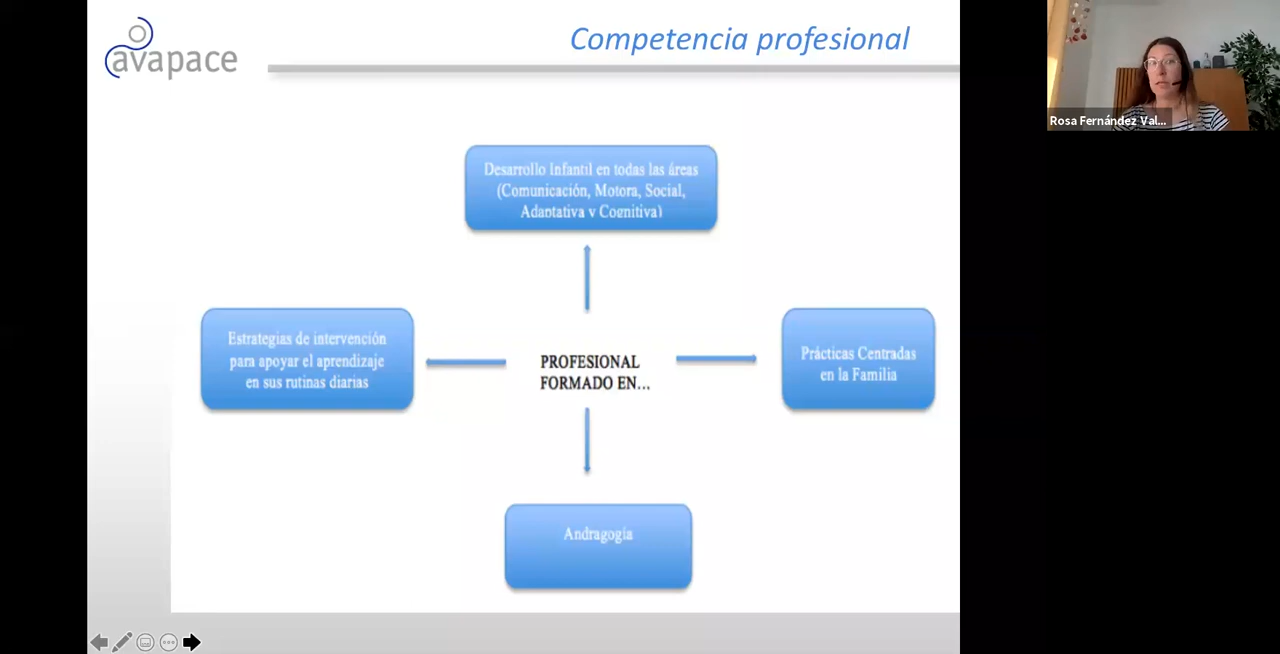 avapace
Competencia profesional
Rosa Fernández Val...
Desarrollo Infantil en todas las áreas
(Comunicación, Motora, Social,
Adaptativa y Cognitiva)
Estrategias de intervención
para apoyar el aprendizaje
en sus rutinas diarias
PROFESIONAL
FORMADO EN...
Prácticas Centradas
en la Familia
Andragogía